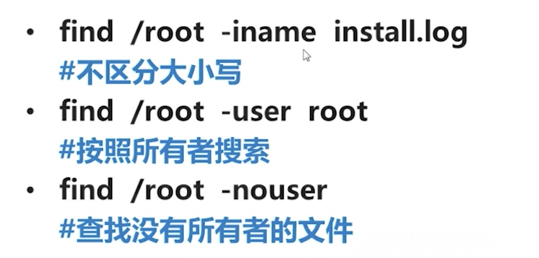 • find /root -iname install.log
#不区分大小写
• find /root -user root
#按照所有者搜索
• find /root -nouser
#查找没有所有者的文件